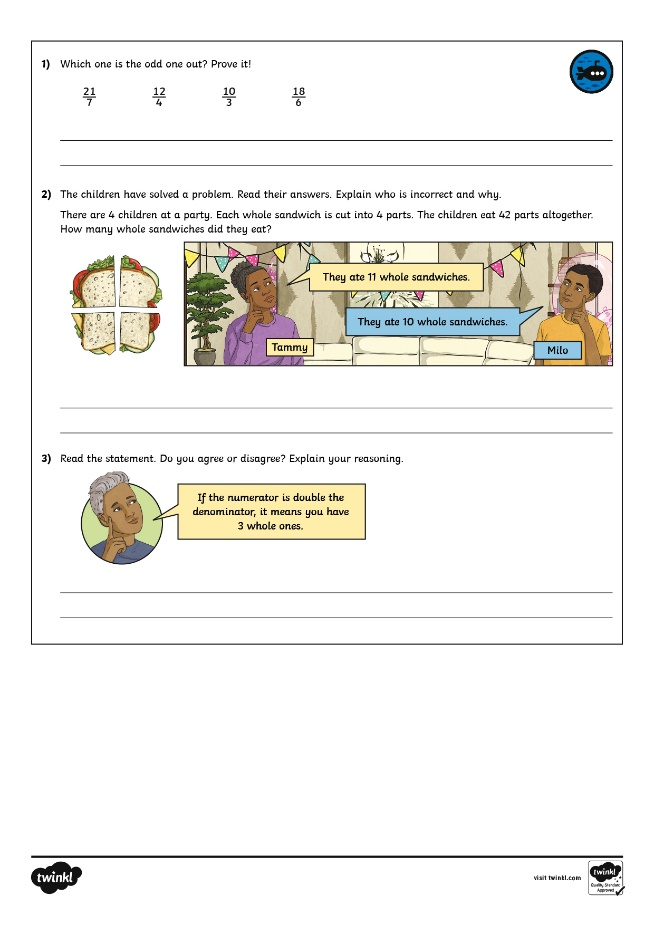 1) Which one is the odd one out? Prove it!
21/7 12/4 10/3 18/6
2) The children have solved a problem. Read their answers. Explain who is incorrect and why.
There are 4 children at a party. Each whole sandwich is cut into 4 parts. The children eat 42 parts altogether.
How many whole sandwiches did they eat?
They ate 11 whole sandwiches.
They ate 10 whole sandwiches.
Tammy
Milo
3) Read the statement. Do you agree or disagree? Explain your reasoning.
If the numerator is double the
denominator, it means you have
3 whole ones.
twinkl
visit twinkl.com
twinkl
Quality Standard
Approved